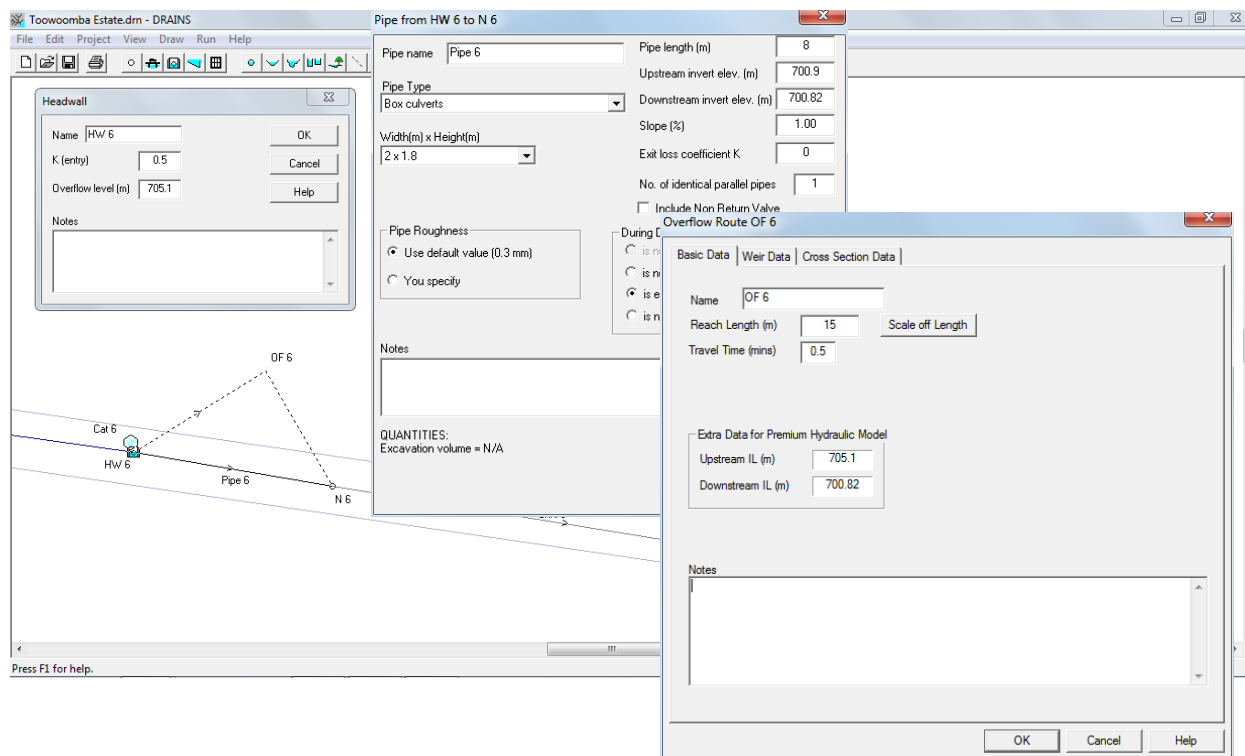 Toowoomba Estate.drn - DRAINS
File Edit Project View Draw Run Help
Headwall
Name HW 6
OK
K (entry) 0.5
Cancel
Overflow level (m) 705.1
Help
Notes
OF 6
Cat 6
HW 6
Pipe 6
N 6
Press F1 for help.
Pipe from HW 6 to N 6
Pipe name Pipe 6
Pipe Type
Box culverts
Width(m) x Height(m)
2 x 1.8
Pipe length (m) 8
Upstream invert elev. (m) 700.9
Downstream invert elev. (m) 700.82
Slope (%) 1.00
Exit loss coefficient K 0
No. of identical parallel pipes 1
Include Non Return Valve
Pipe Roughness
Use default value (0.3 mm)
You specify
During D
is n
is n
is e
is n
Notes
QUANTITIES:
Excavation volume = N/A
Overflow Route OF 6
Basic Data Weir Data Cross Section Data
Name OF 6
Reach Length (m) 15 Scale off Length
Travel Time (mins) 0.5
Extra Data for Premium Hydraulic Model
Upstream IL (m) 705.1
Downstream IL (m) 700.82
Notes
OK Cancel Help